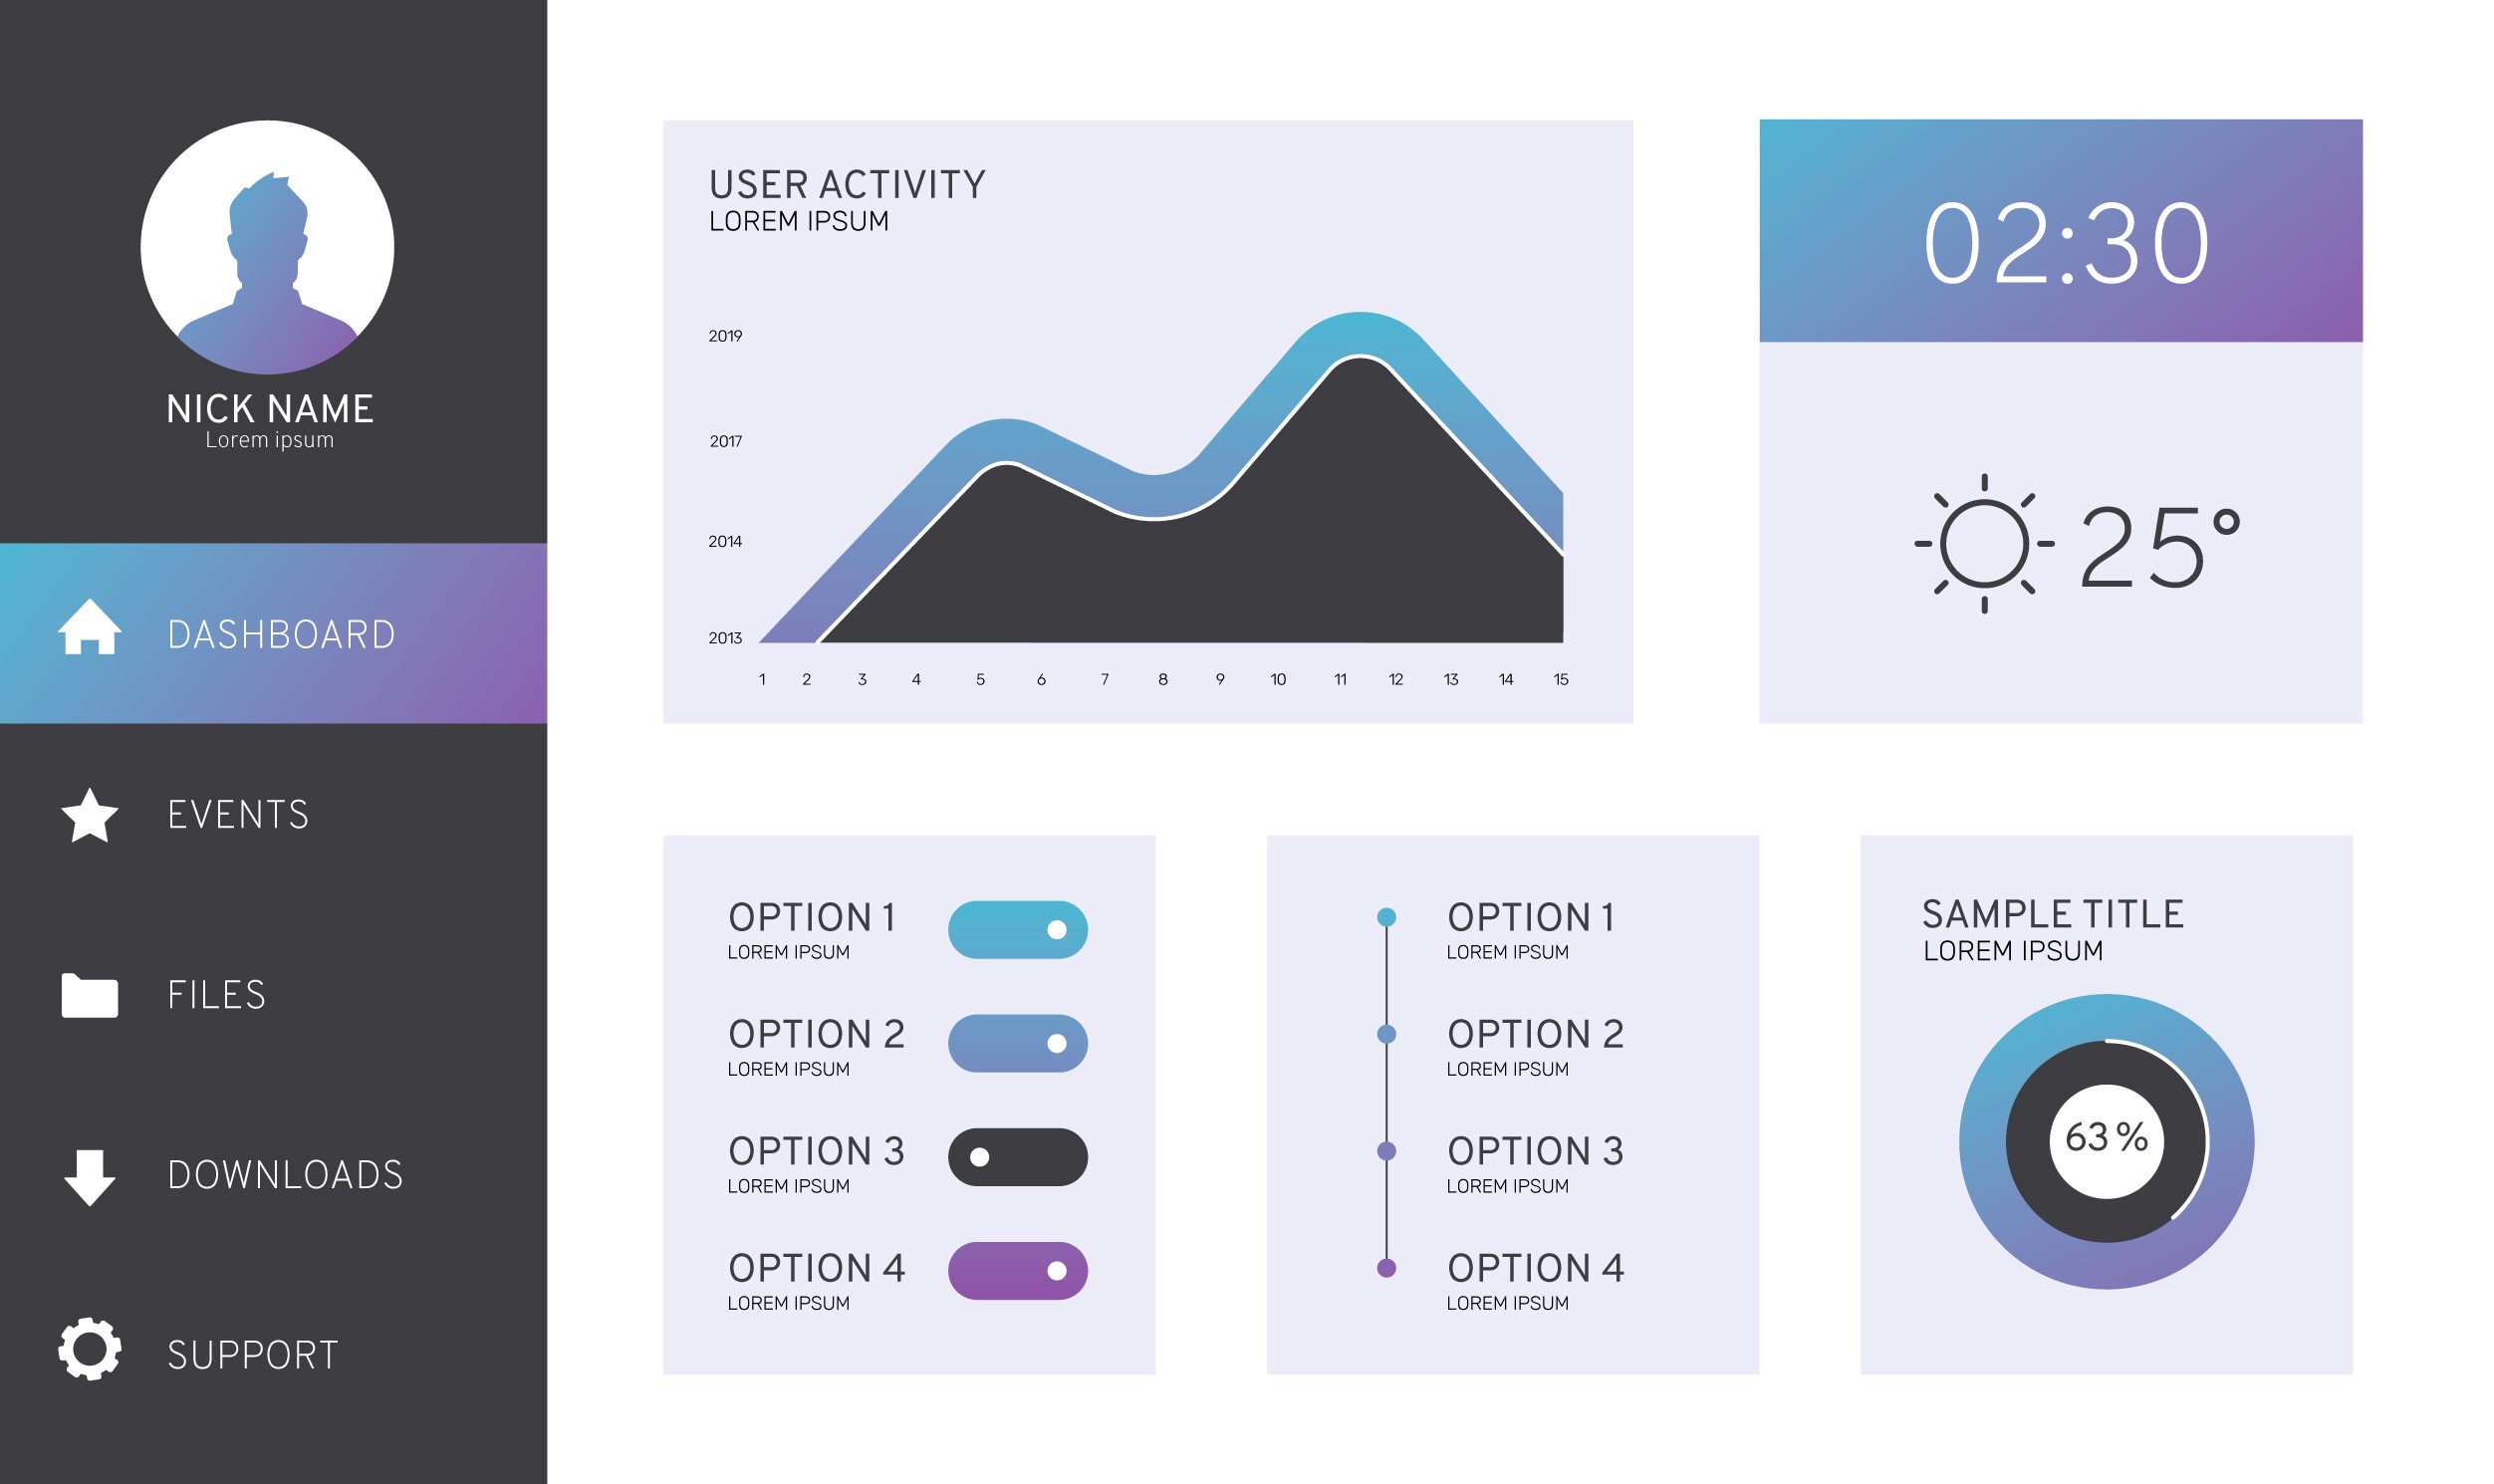 NICK NAME
Lorem ipsum
DASHBOARD
EVENTS
FILES
DOWNLOADS
SUPPORT
USER ACTIVITY
LOREM IPSUM
2019
2017
2014
2013
1 2 3 4 5 6 7 8 9 10 11 12 13 14 15
02:30
25°
OPTION 1
LOREM IPSUM
OPTION 2
LOREM IPSUM
OPTION 3
LOREM IPSUM
OPTION 4
LOREM IPSUM
OPTION 1
LOREM IPSUM
OPTION 2
LOREM IPSUM
OPTION 3
LOREM IPSUM
OPTION 4
LOREM IPSUM
SAMPLE TITLE
LOREM IPSUM
63%